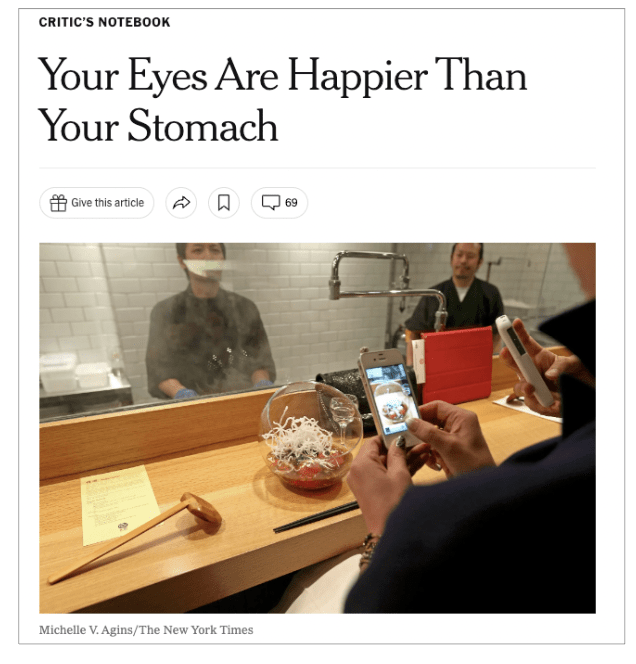 CRITIC'S NOTEBOOK
Your Eyes Are Happier Than
Your Stomach
Give this article
69
Michelle V. Agins/The New York Times